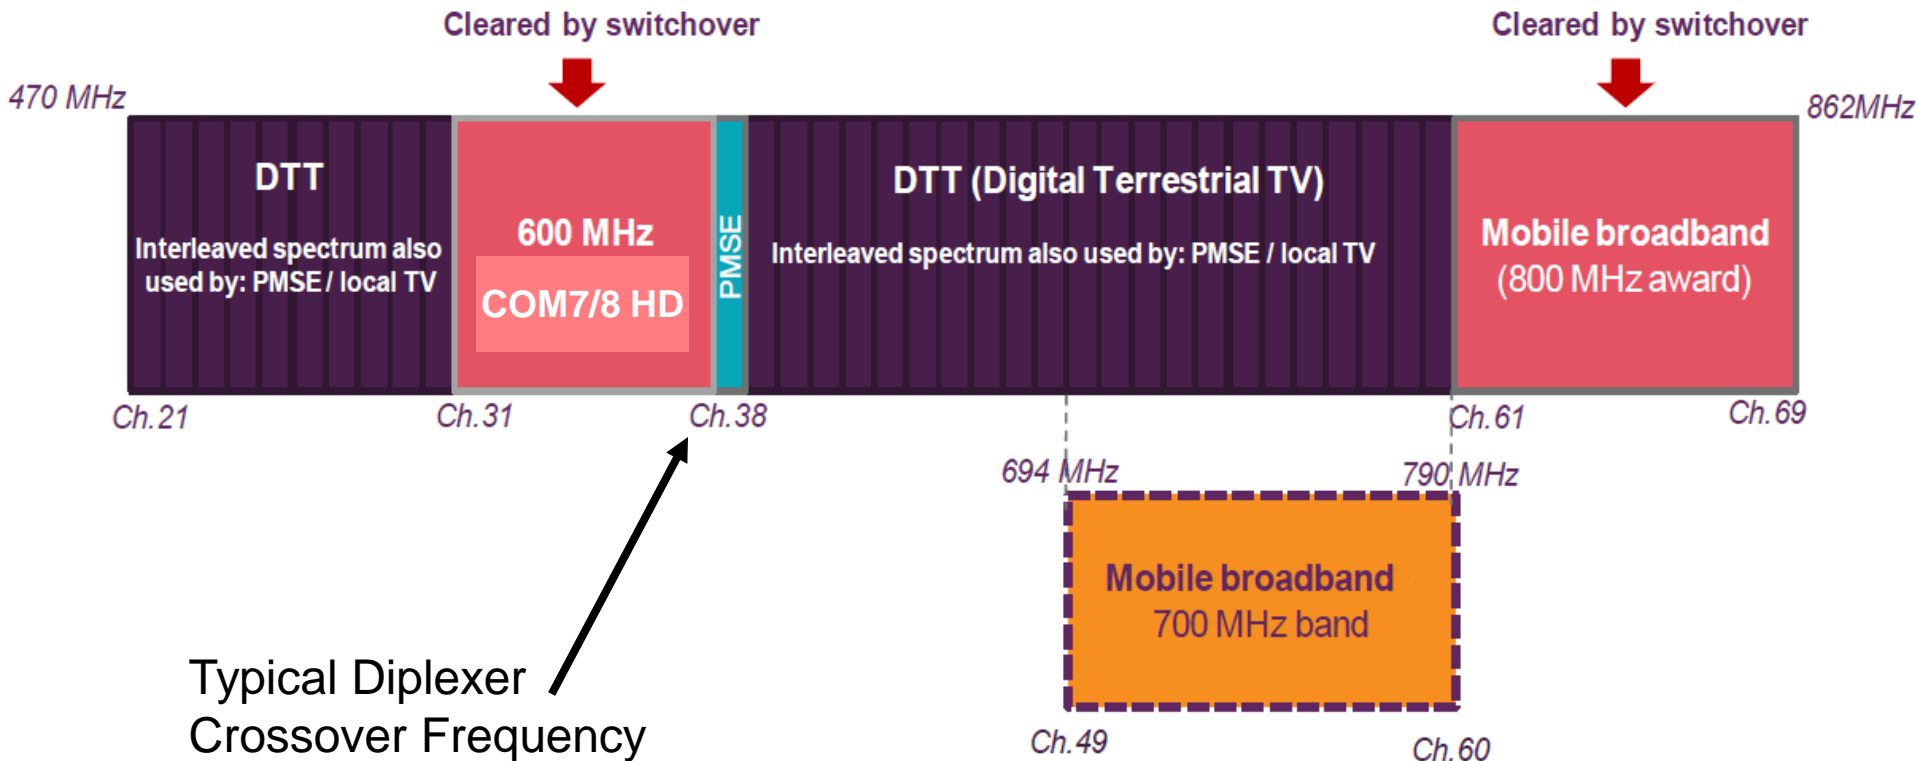 Cleared by switchover
Cleared by switchover
470 MHz
862MHz
DTT
Interleaved spectrum also
used by: PMSE / local TV
600 MHz
COM7/8 HD
PMSE
DTT (Digital Terrestrial TV)
Interleaved spectrum also used by: PMSE / local TV
Mobile broadband
(800 MHz award)
Ch.21
Ch.31
Ch.38
Ch.61
Ch.69
694 MHz
790 MHz
Mobile broadband
700 MHz band
Typical Diplexer
Crossover Frequency
Ch.49
Ch.60